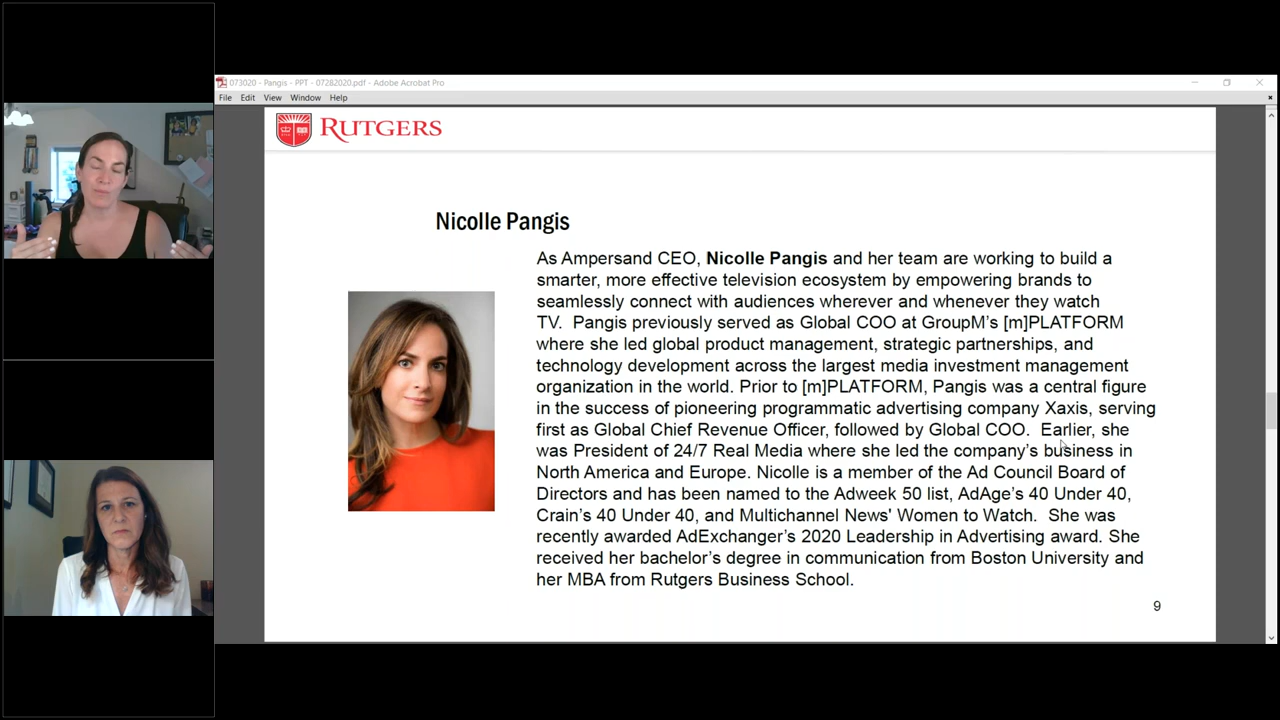 073020 - Pangis - PPT - 07282020.pdf - Adobe Acrobat Pro
File Edit View Window Help
RUTGERS
Nicolle Pangis
As Ampersand CEO, Nicolle Pangis and her team are working to build a
smarter, more effective television ecosystem by empowering brands to
seamlessly connect with audiences wherever and whenever they watch
TV. Pangis previously served as Global COO at GroupM's [m]PLATFORM
where she led global product management, strategic partnerships, and
technology development across the largest media investment management
organization in the world. Prior to [m]PLATFORM, Pangis was a central figure
in the success of pioneering programmatic advertising company Xaxis, serving
first as Global Chief Revenue Officer, followed by Global COO. Earlier, she
was President of 24/7 Real Media where she led the company's business in
North America and Europe. Nicolle is a member of the Ad Council Board of
Directors and has been named to the Adweek 50 list, AdAge's 40 Under 40,
Crain's 40 Under 40, and Multichannel News' Women to Watch. She was
recently awarded AdExchanger's 2020 Leadership in Advertising award. She
received her bachelor's degree in communication from Boston University and
her MBA from Rutgers Business School.
9